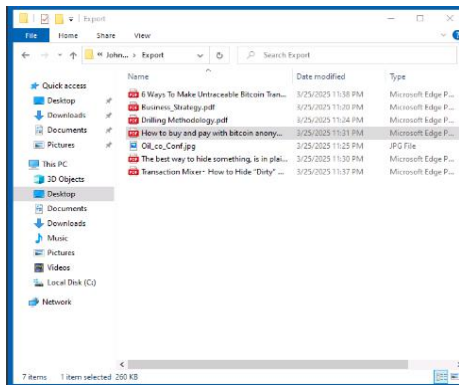 Export
File Home Share View
« John... > Export
Search Export
Name Date modified Type
Quick access
Desktop
Downloads
Documents
Pictures
This PC
3D Objects
Desktop
Documents
Downloads
Music
Pictures
Videos
Local Disk (C:)
Network
6 Ways To Make Untraceable Bitcoin Tran... 3/25/2025 11:38 PM Microsoft Edge P...
Business_Strategy.pdf 3/25/2025 11:20 PM Microsoft Edge P...
Drilling Methodology.pdf 3/25/2025 11:24 PM Microsoft Edge P...
How to buy and pay with bitcoin anony... 3/25/2025 11:31 PM Microsoft Edge P...
Oil_co_Conf.jpg 3/25/2025 11:25 PM JPG File
The best way to hide something, is in plai... 3/25/2025 11:30 PM Microsoft Edge P...
Transaction Mixer- How to Hide "Dirty" ... 3/25/2025 11:37 PM Microsoft Edge P...
7 items 1 item selected 260 KB